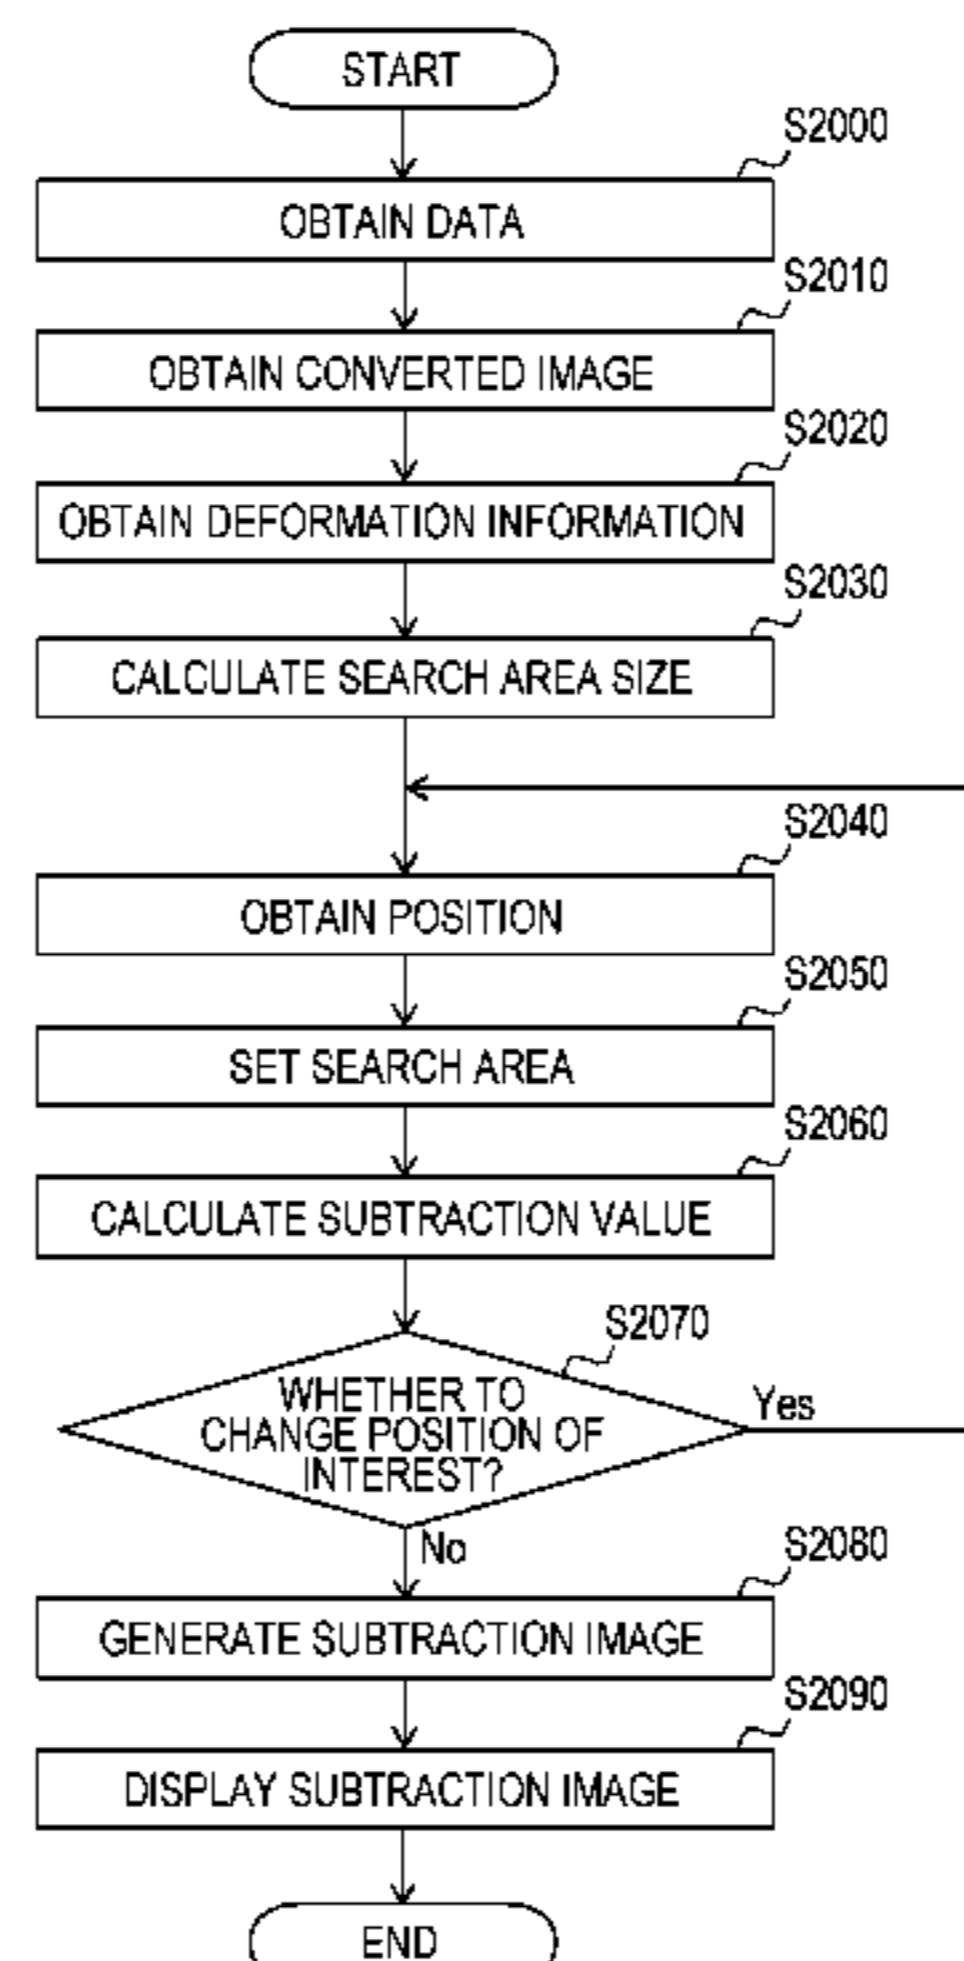 START
S2000
OBTAIN DATA
S2010
OBTAIN CONVERTED IMAGE
S2020
OBTAIN DEFORMATION INFORMATION
S2030
CALCULATE SEARCH AREA SIZE
S2040
OBTAIN POSITION
S2050
SET SEARCH AREA
S2060
CALCULATE SUBTRACTION VALUE
S2070
WHETHER TO
CHANGE POSITION OF
INTEREST?
Yes
No
S2080
GENERATE SUBTRACTION IMAGE
S2090
DISPLAY SUBTRACTION IMAGE
END